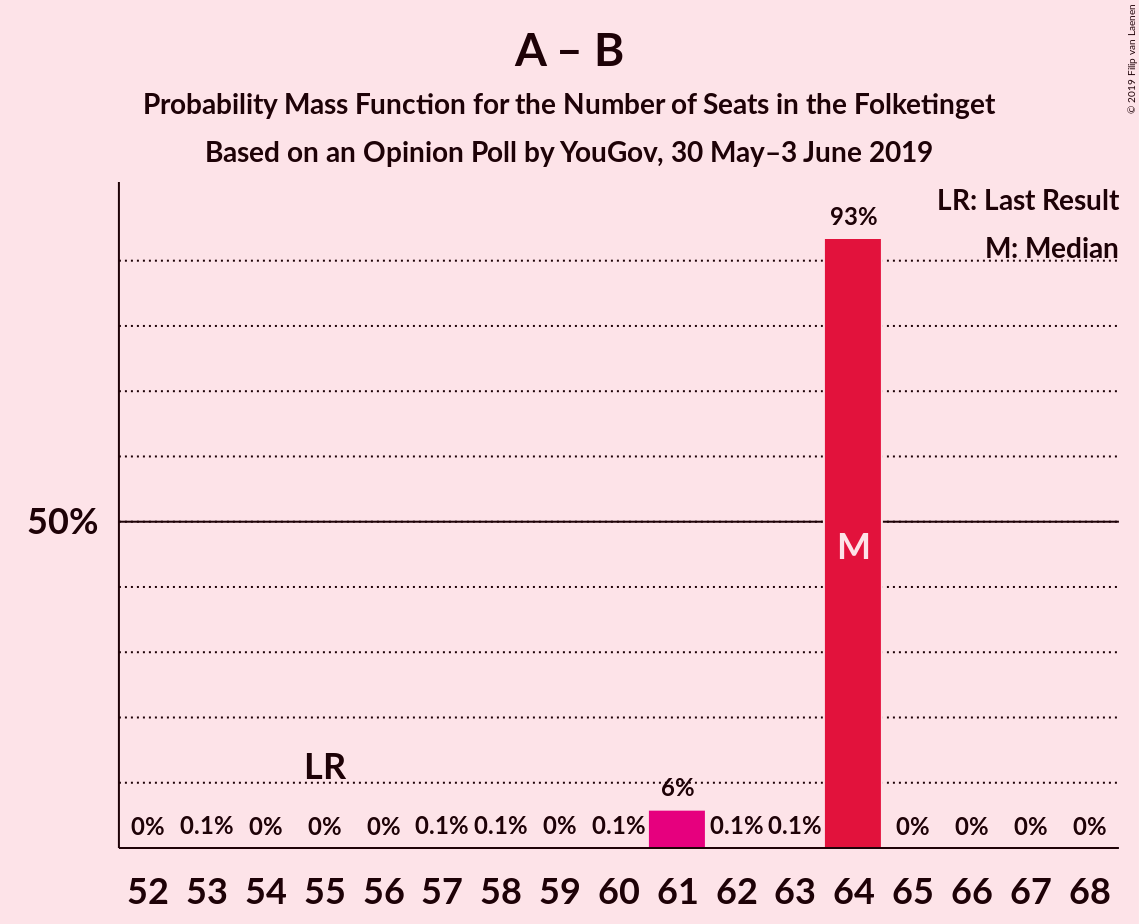 A – B
Probability Mass Function for the Number of Seats in the Folketinget
Based on an Opinion Poll by YouGov, 30 May–3 June 2019
© 2019 Filip van Laenen
LR: Last Result
M: Median
93%
50%
M
LR
6%
0% 0.1% 0% 0% 0% 0.1% 0.1% 0% 0.1% 0.1% 0.1% 0% 0% 0% 0%
52 53 54 55 56 57 58 59 60 61 62 63 64 65 66 67 68